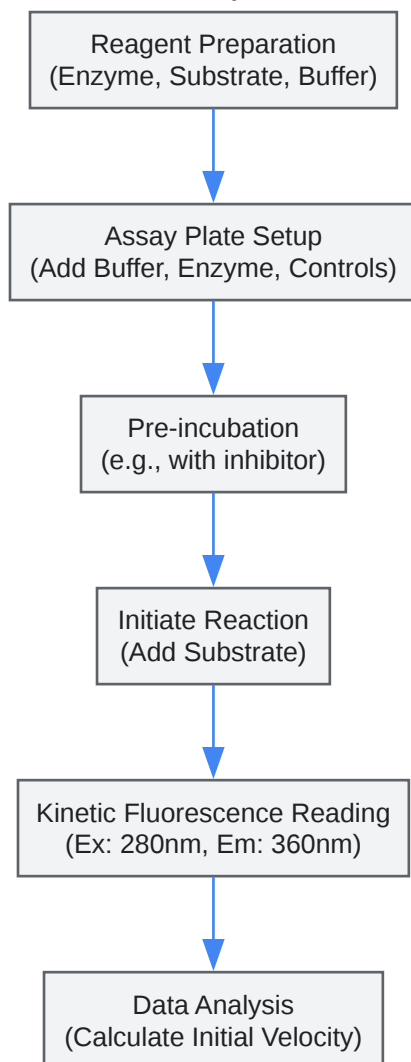 Reagent Preparation
(Enzyme, Substrate, Buffer)
Assay Plate Setup
(Add Buffer, Enzyme, Controls)
Pre-incubation
(e.g., with inhibitor)
Initiate Reaction
(Add Substrate)
Kinetic Fluorescence Reading
(Ex: 280nm, Em: 360nm)
Data Analysis
(Calculate Initial Velocity)